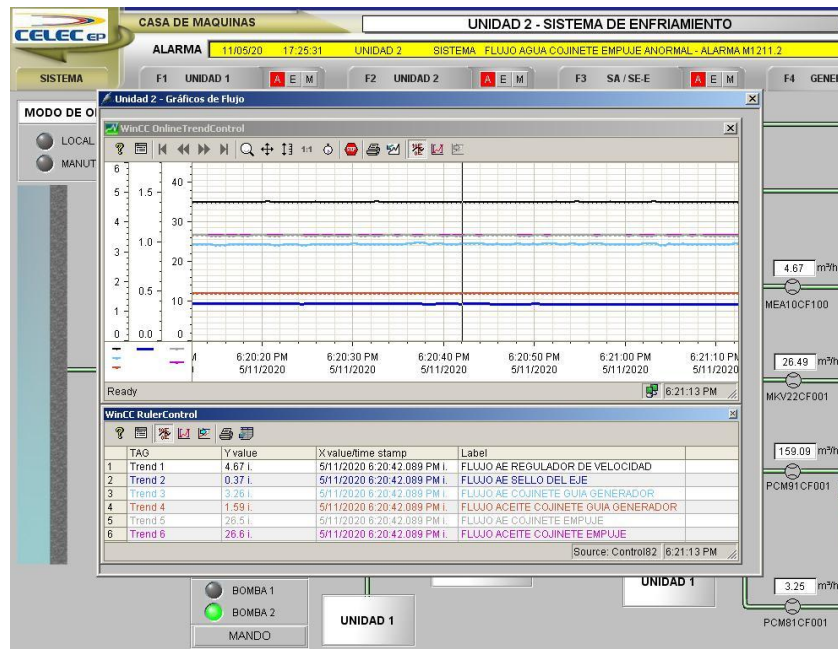 CELEC EP
CASA DE MAQUINAS
UNIDAD 2 - SISTEMA DE ENFRIAMIENTO
ALARMA
11/05/20 17:25:31 UNIDAD 2 SISTEMA FLUJO AGUA COJINETE EMPUJE ANORMAL - ALARMA M1211.2
SISTEMA
F1 UNIDAD 1 A E M
F2 UNIDAD 2 A E M
F3 SA / SE-E A E M
F4 GENER
MODO DE O
LOCAL
MANUT
Unidad 2 - Gráficos de Flujo
WinCC OnlineTrendControl
1:1
STOP
6
5 1.5 40
4 30
3 1.0 20
2 0.5 10
1
0 0.0 0
6:20:20 PM 6:20:30 PM 6:20:40 PM 6:20:50 PM 6:21:00 PM 6:21:10 PM
5/11/2020 5/11/2020 5/11/2020 5/11/2020 5/11/2020 5/11/2020
Ready
6:21:13 PM
WinCC RulerControl
TAG Y value X value/time stamp Label
1 Trend 1 4.67 i. 5/11/2020 6:20:42.089 PM i. FLUJO AE REGULADOR DE VELOCIDAD
2 Trend 2 0.37 i. 5/11/2020 6:20:42.089 PM i. FLUJO AE SELLO DEL EJE
3 Trend 3 3.26 i. 5/11/2020 6:20:42.089 PM i. FLUJO AE COJINETE GUIA GENERADOR
4 Trend 4 1.59 i. 5/11/2020 6:20:42.089 PM i. FLUJO ACEITE COJINETE GUIA GENERADOR
5 Trend 5 26.5 i. 5/11/2020 6:20:42.089 PM i. FLUJO AE COJINETE EMPUJE
6 Trend 6 26.6 i. 5/11/2020 6:20:42.089 PM i. FLUJO ACEITE COJINETE EMPUJE
Source: Control82 6:21:13 PM
4.67 m³/h
MEA10CF100
26.49 m³/h
MKV22CF001
159.09 m³/h
PCM91CF001
3.25 m³/h
PCM81CF001
BOMBA 1
BOMBA 2
MANDO
UNIDAD 1
UNIDAD 1